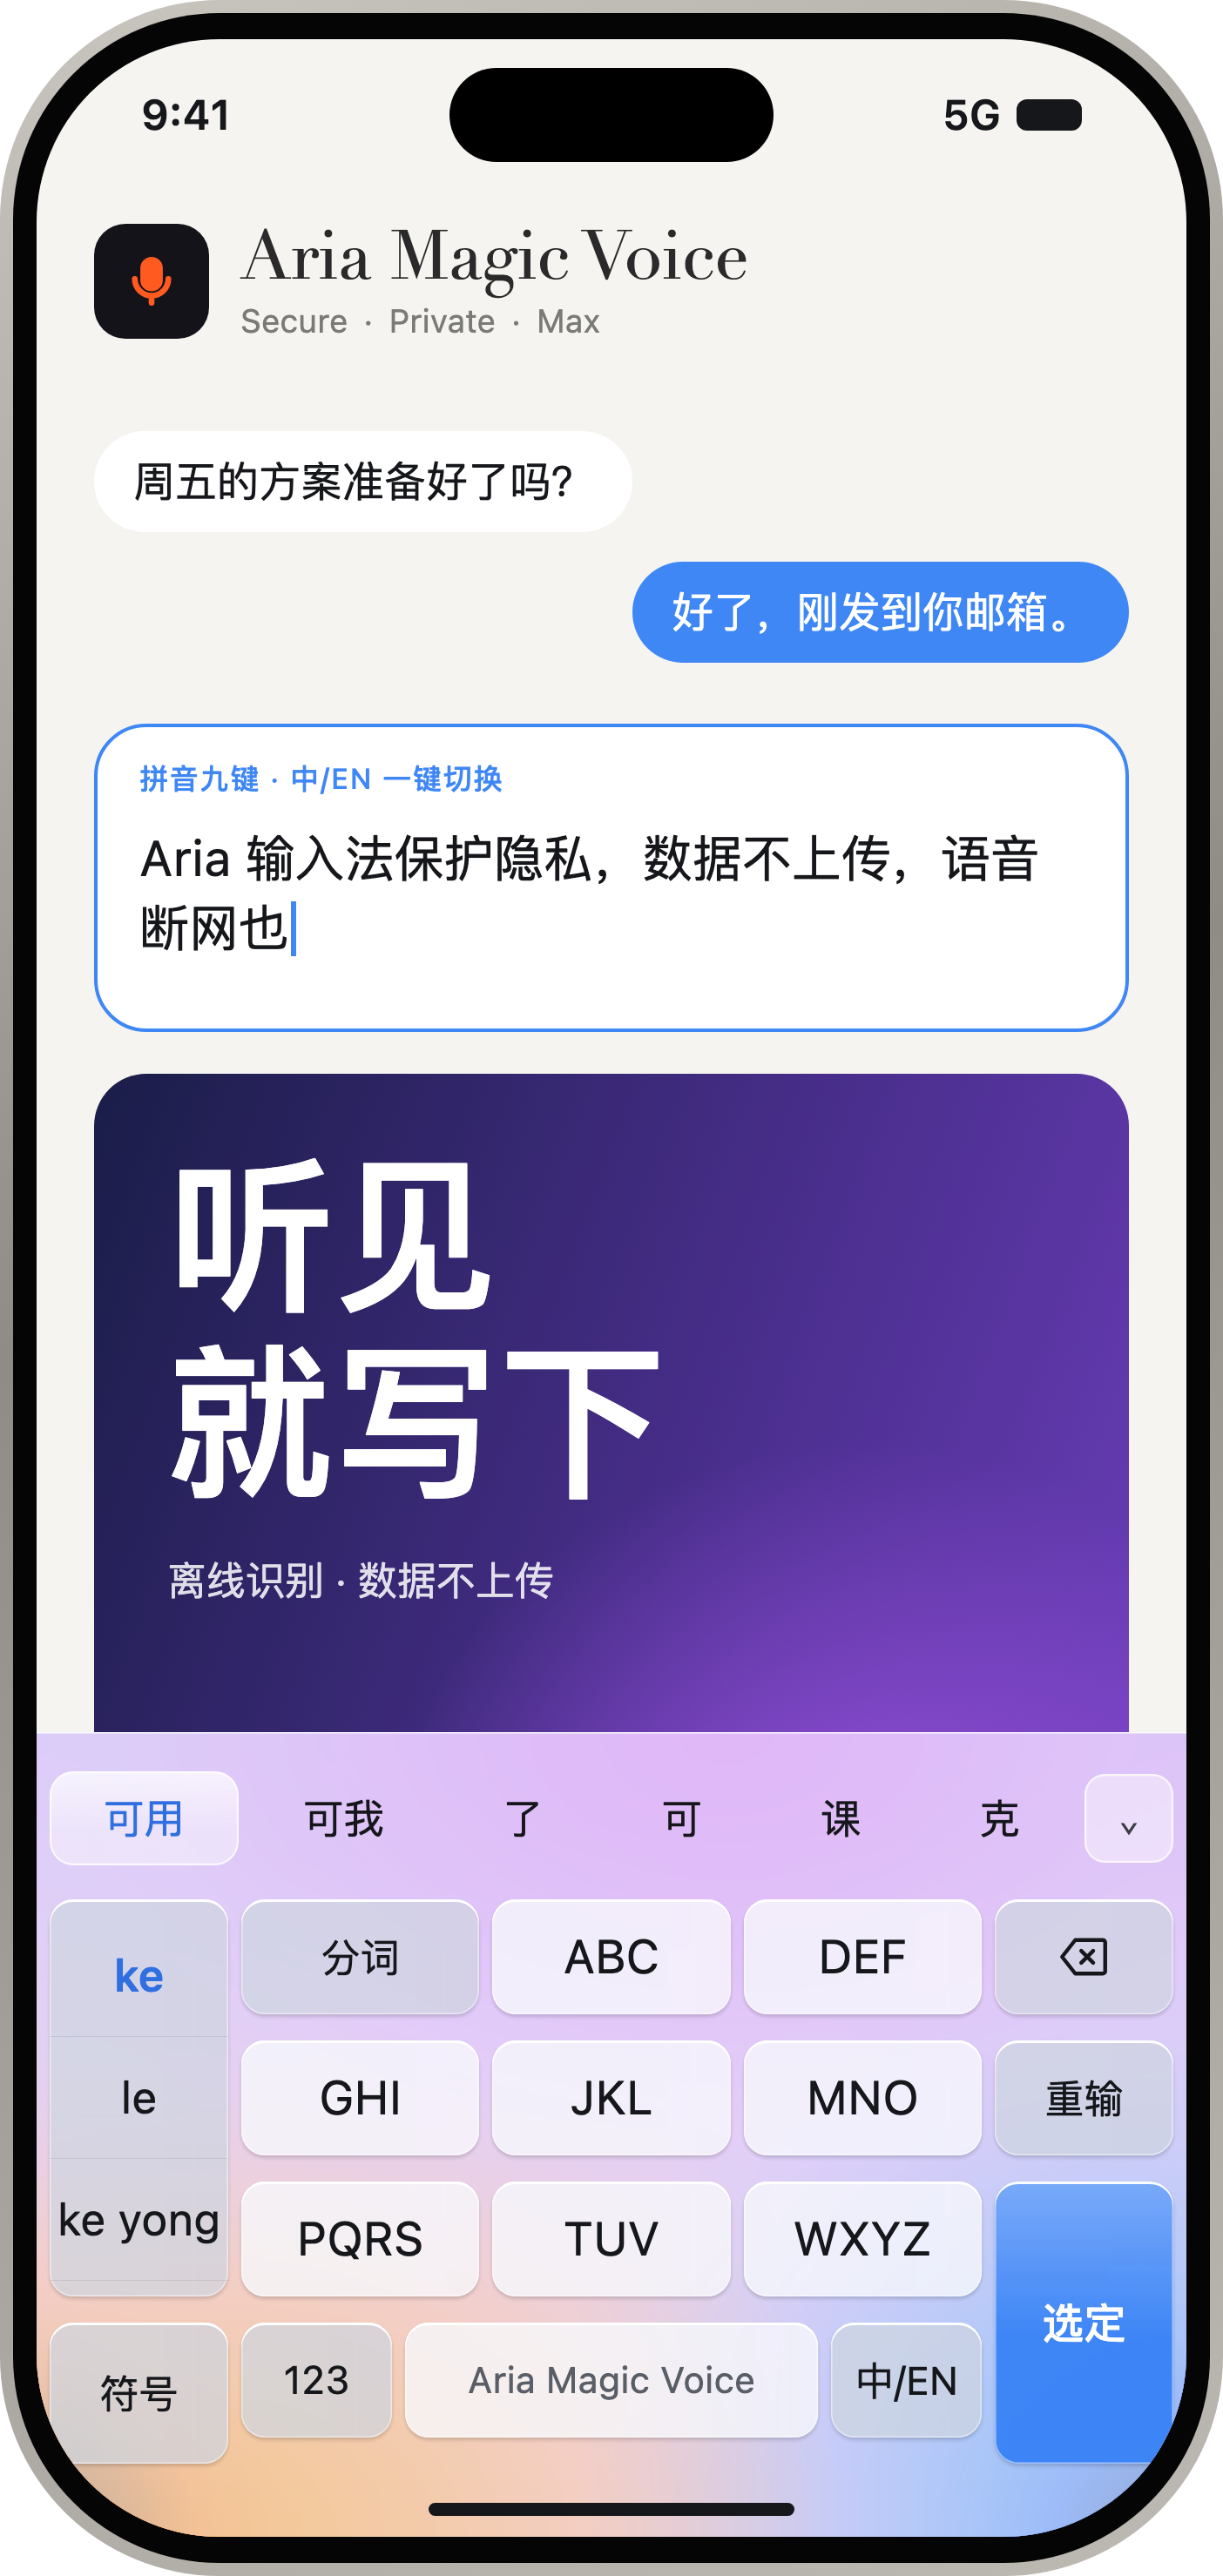 9:41
5G
Aria Magic Voice
Secure · Private · Max
周五的方案准备好了吗?
好了，刚发到你邮箱。
拼音九键 · 中/EN 一键切换
Aria 输入法保护隐私，数据不上传，语音
断网也
听见
就写下
离线识别 · 数据不上传
可用 可我 了 可 课 克
ke
分词 ABC DEF
le
GHI JKL MNO 重输
ke yong
PQRS TUV WXYZ
选定
符号 123 Aria Magic Voice 中/EN